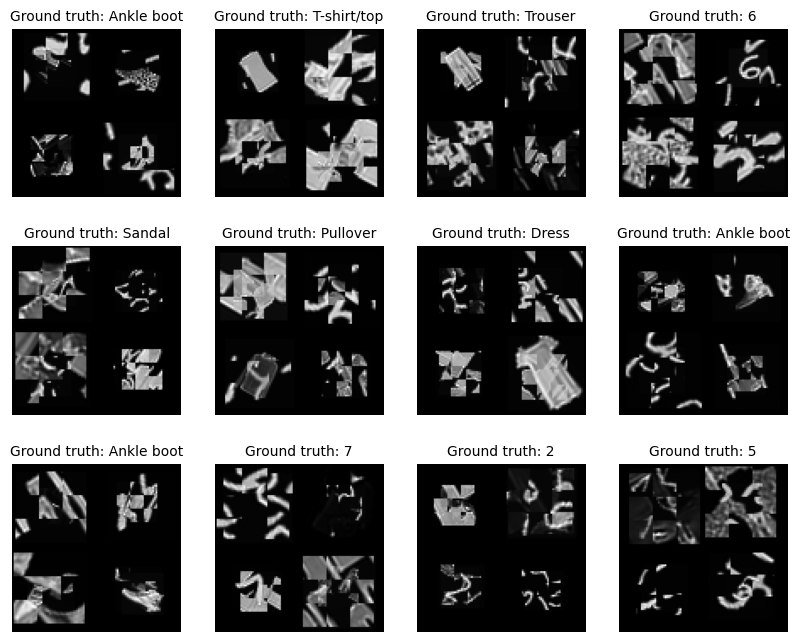 Ground truth: Ankle boot
Ground truth: T-shirt/top
Ground truth: Trouser
Ground truth: 6
Ground truth: Sandal
Ground truth: Pullover
Ground truth: Dress
Ground truth: Ankle boot
Ground truth: Ankle boot
Ground truth: 7
Ground truth: 2
Ground truth: 5